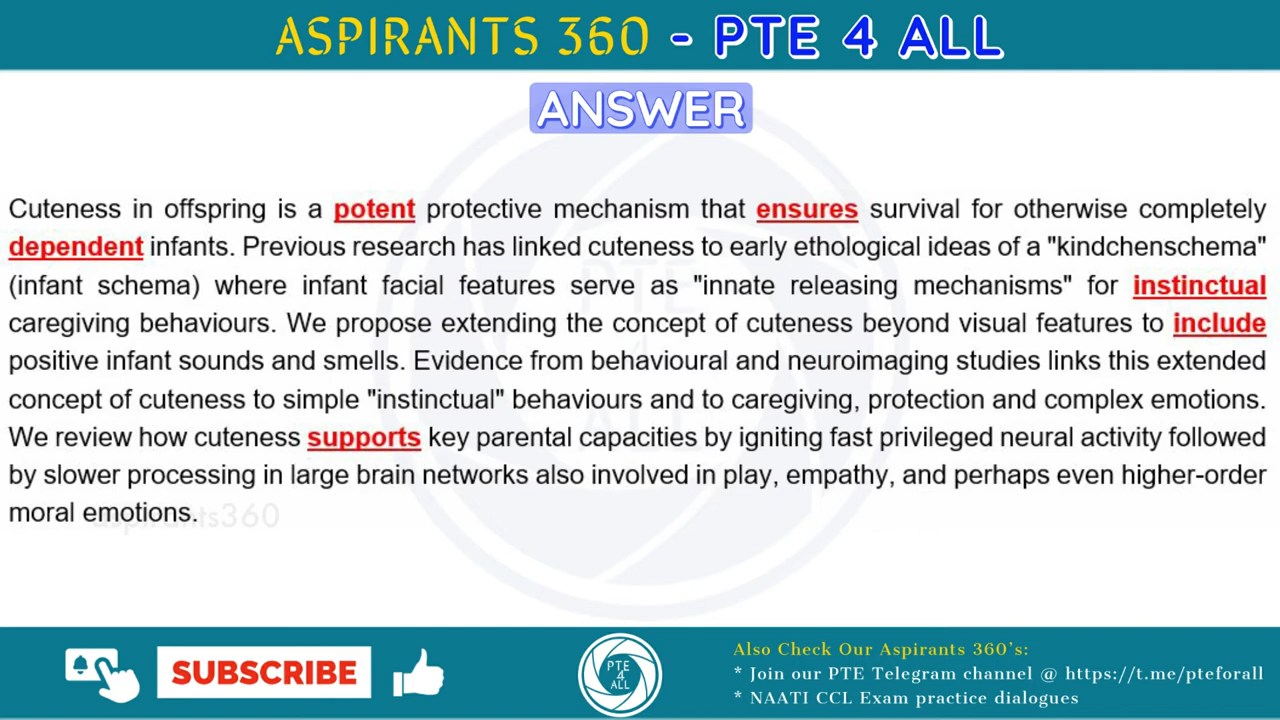 ASPIRANTS 360 - PTE 4 ALL
ANSWER
Cuteness in offspring is a potent protective mechanism that ensures survival for otherwise completely
dependent infants. Previous research has linked cuteness to early ethological ideas of a "kindchenschema"
(infant schema) where infant facial features serve as "innate releasing mechanisms" for instinctual
caregiving behaviours. We propose extending the concept of cuteness beyond visual features to include
positive infant sounds and smells. Evidence from behavioural and neuroimaging studies links this extended
concept of cuteness to simple "instinctual" behaviours and to caregiving, protection and complex emotions.
We review how cuteness supports key parental capacities by igniting fast privileged neural activity followed
by slower processing in large brain networks also involved in play, empathy, and perhaps even higher-order
moral emotions.
aspirants360
PTE
4
ALL
SUBSCRIBE
PTE
4
ALL
Also Check Our Aspirants 360's:
* Join our PTE Telegram channel @ https://t.me/pteforall
* NAATI CCL Exam practice dialogues